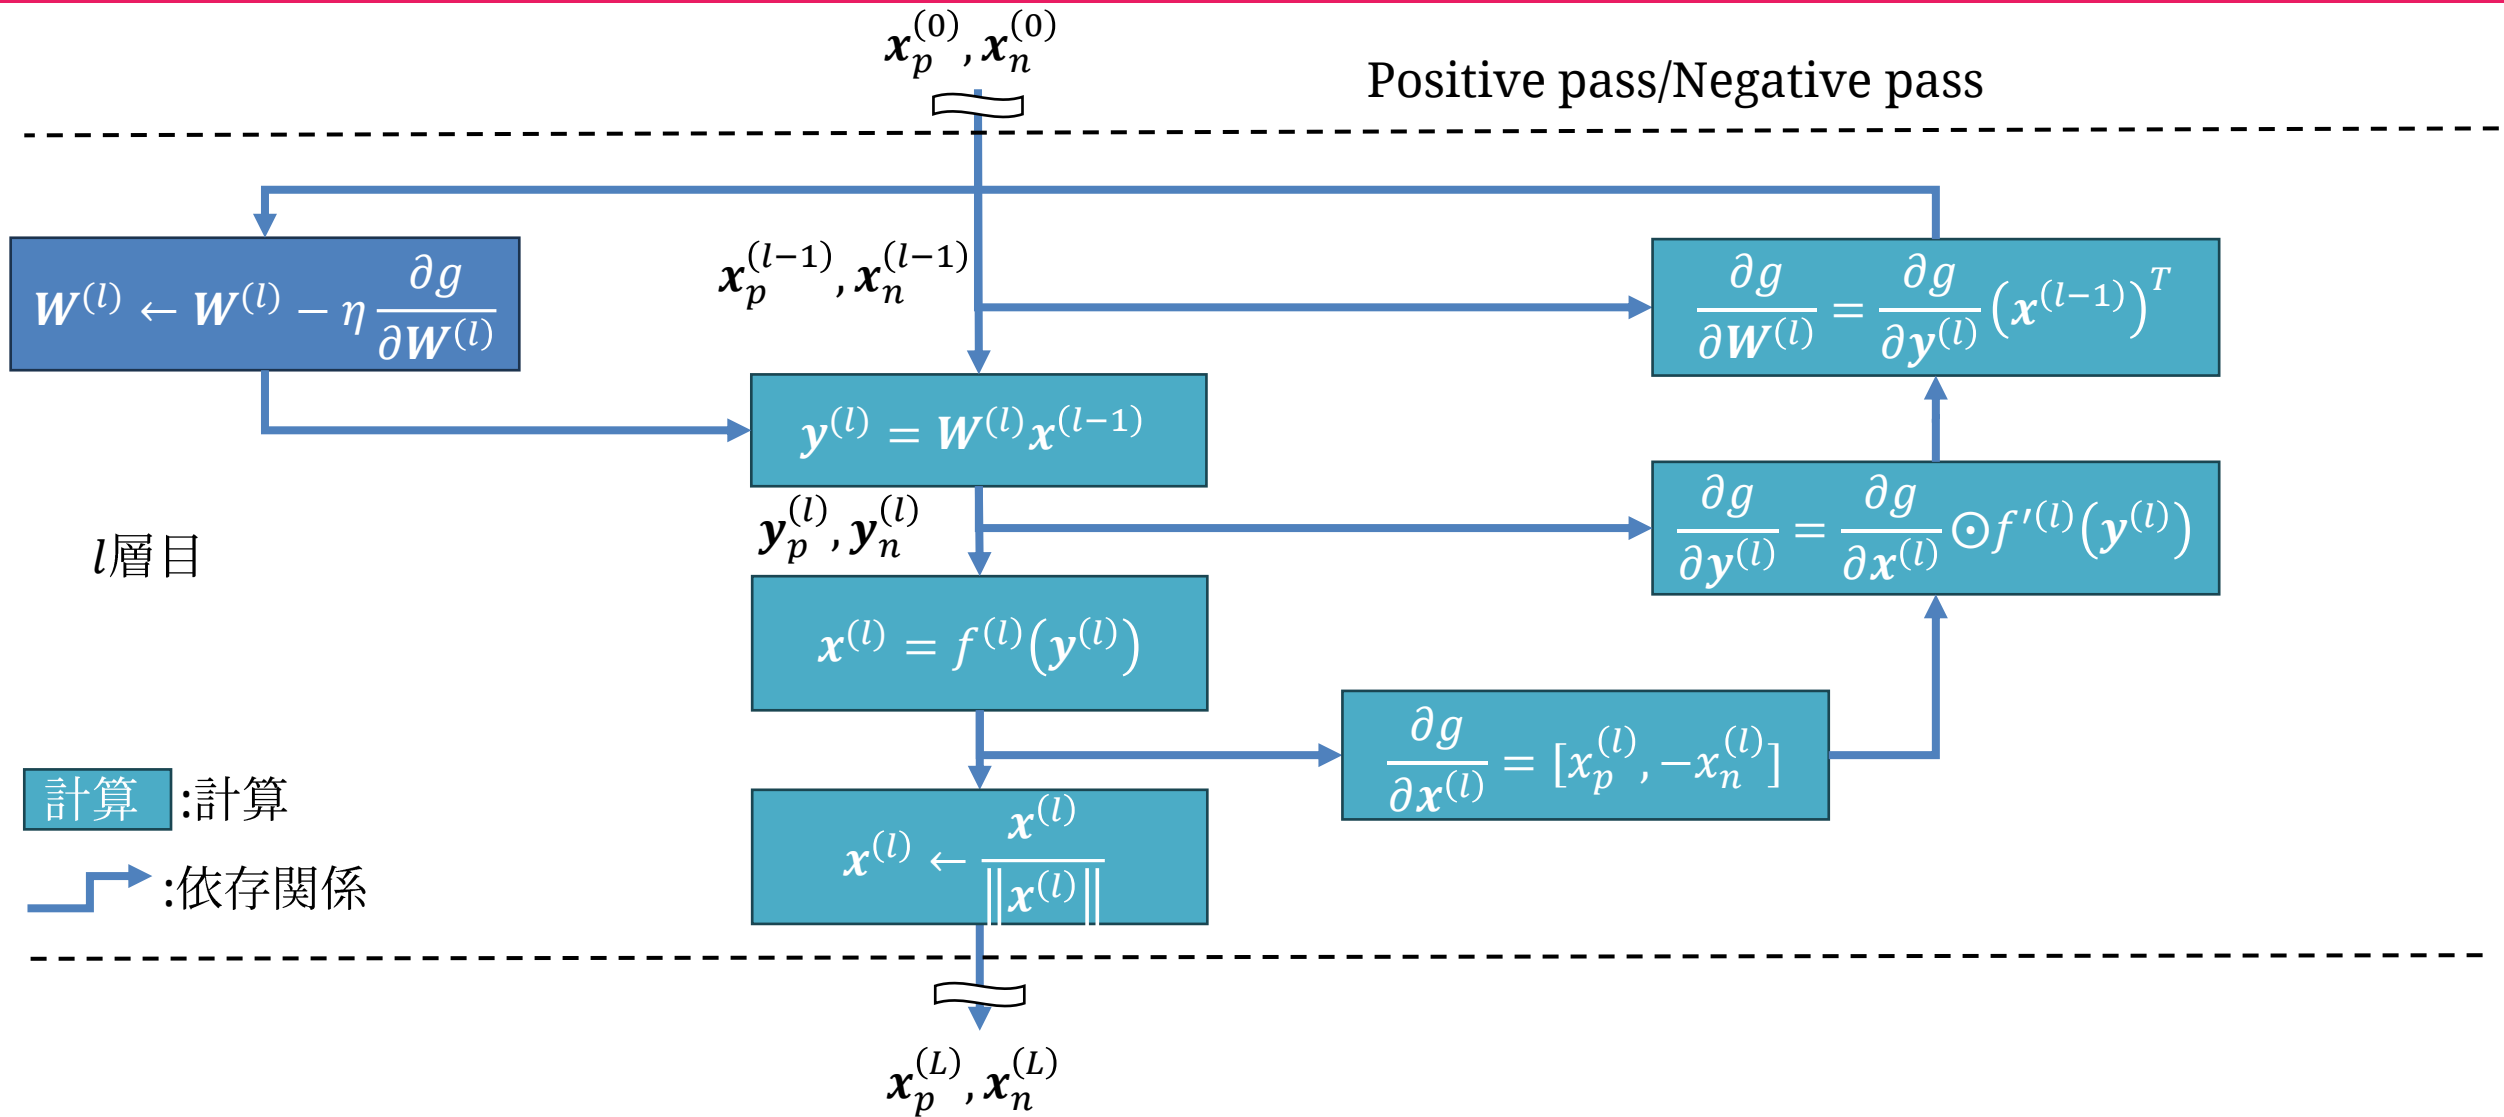 𝒙_p^(0), 𝒙_n^(0)
Positive pass/Negative pass
𝑾^(l) ← 𝑾^(l) − η ∂g/∂𝑾^(l)
𝒙_p^(l−1), 𝒙_n^(l−1)
∂g/∂𝑾^(l) = ∂g/∂𝒚^(l) (𝒙^(l−1))^T
𝒚^(l) = 𝑾^(l)𝒙^(l−1)
𝒚_p^(l), 𝒚_n^(l)
∂g/∂𝒚^(l) = ∂g/∂𝒙^(l) ⊙ f′^(l)(𝒚^(l))
l層目
𝒙^(l) = f^(l)(𝒚^(l))
∂g/∂𝒙^(l) = [x_p^(l), −x_n^(l)]
計算 :計算
𝒙^(l) ← 𝒙^(l)/‖𝒙^(l)‖
:依存関係
𝒙_p^(L), 𝒙_n^(L)